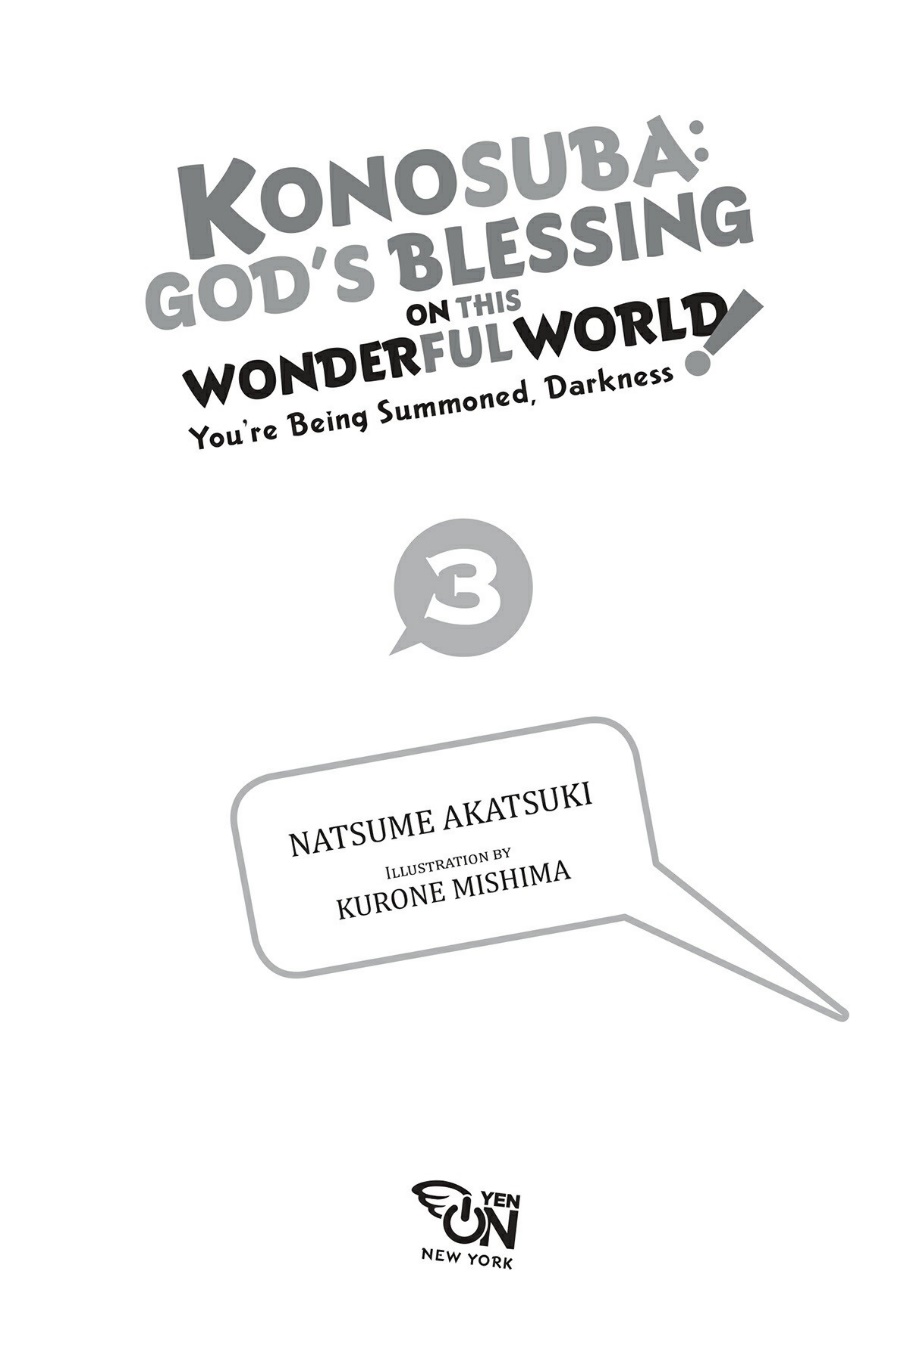 KONOSUBA:
GOD'S BLESSING
ON THIS
WONDERFUL WORLD!
You're Being Summoned, Darkness
3
NATSUME AKATSUKI
ILLUSTRATION BY
KURONE MISHIMA
YEN
ON
NEW YORK